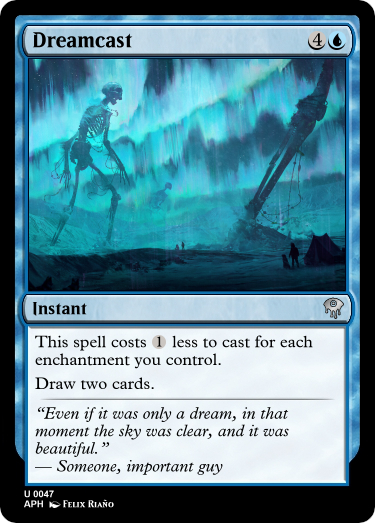 Dreamcast 4
Instant
This spell costs 1 less to cast for each
enchantment you control.
Draw two cards.
“Even if it was only a dream, in that
moment the sky was clear, and it was
beautiful.”
— Someone, important guy
U 0047
APH Felix Riaño